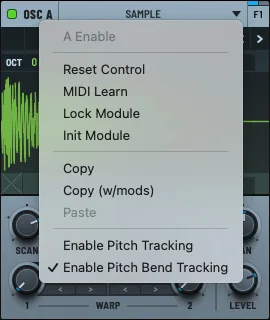 OSC A
SAMPLE
F1
A Enable
OCT 0
Reset Control
MIDI Learn
Lock Module
Init Module
Copy
Copy (w/mods)
Paste
Enable Pitch Tracking
✓ Enable Pitch Bend Tracking
SCAN
1
WARP
2
LEVEL